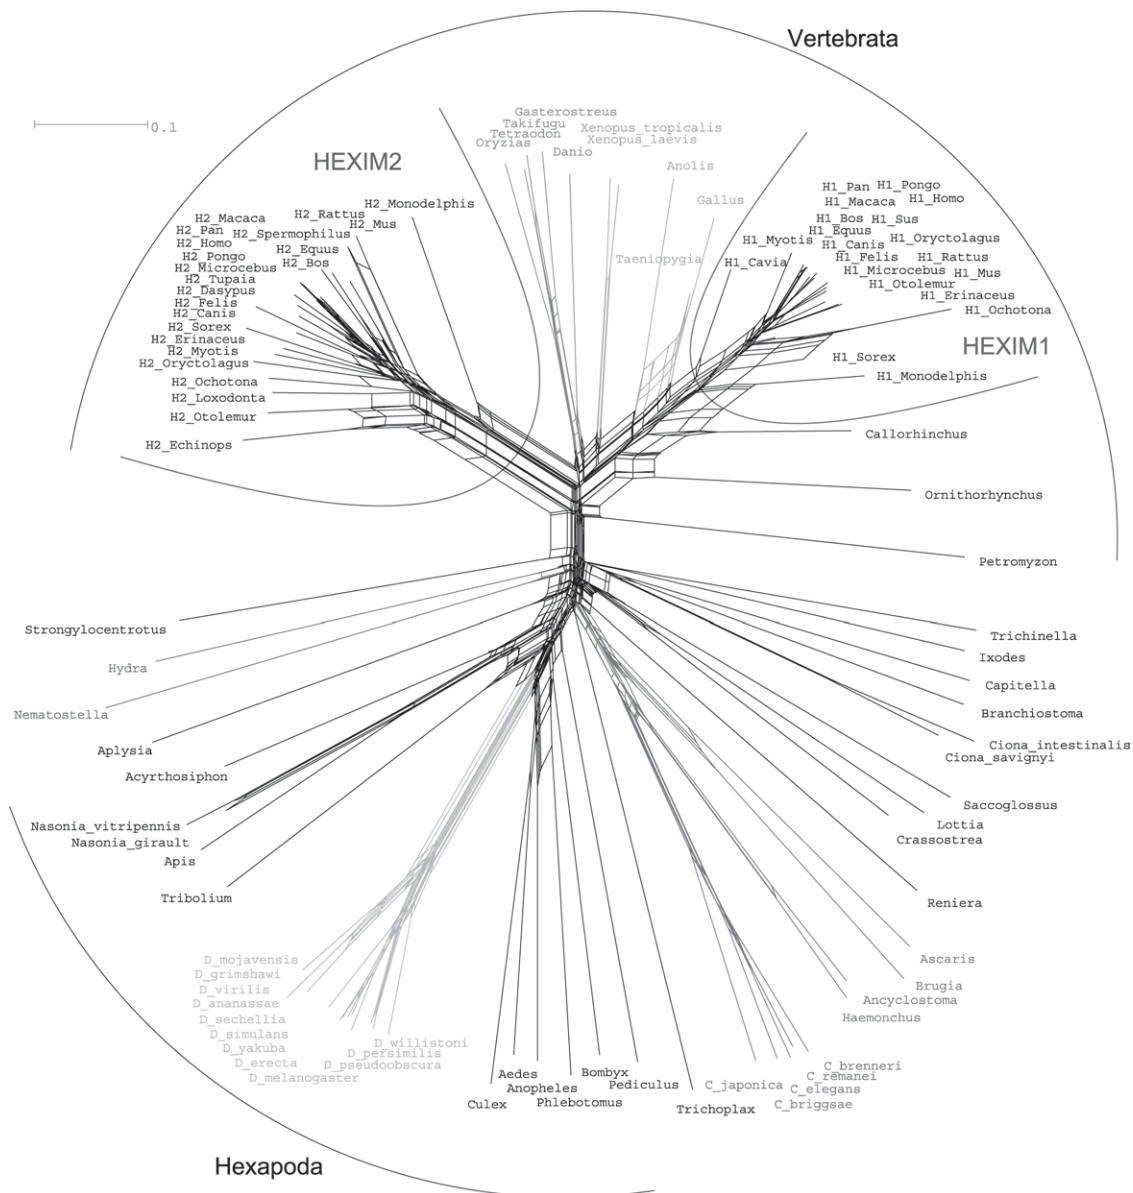 Vertebrata
0.1
Gasterostreus
Takifugu
Tetraodon
Oryzias
Danio
Xenopus_tropicalis
Xenopus_laevis
Anolis
Gallus
Taeniopygia
HEXIM2
H2_Monodelphis
H2_Rattus
H2_Mus
H2_Macaca
H2_Pan
H2_Spermophilus
H2_Homo
H2_Equus
H2_Pongo
H2_Bos
H2_Microcebus
H2_Tupaia
H2_Dasypus
H2_Felis
H2_Canis
H2_Sorex
H2_Erinaceus
H2_Myotis
H2_Oryctolagus
H2_Ochotona
H2_Loxodonta
H2_Otolemur
H2_Echinops
H1_Pan
H1_Pongo
H1_Macaca
H1_Homo
H1_Bos
H1_Sus
H1_Equus
H1_Myotis
H1_Canis
H1_Oryctolagus
H1_Cavia
H1_Felis
H1_Rattus
H1_Microcebus
H1_Mus
H1_Otolemur
H1_Erinaceus
H1_Ochotona
HEXIM1
H1_Sorex
H1_Monodelphis
Callorhinchus
Ornithorhynchus
Petromyzon
Strongylocentrotus
Hydra
Nematostella
Aplysia
Acyrthosiphon
Nasonia_vitripennis
Nasonia_girault
Apis
Tribolium
Trichinella
Ixodes
Capitella
Branchiostoma
Ciona_intestinalis
Ciona_savignyi
Saccoglossus
Lottia
Crassostrea
Reniera
Ascaris
Brugia
Ancyclostoma
Haemonchus
D_mojavensis
D_grimshawi
D_virilis
D_ananassae
D_sechellia
D_simulans
D_yakuba
D_erecta
D_melanogaster
D_willistoni
D_persimilis
D_pseudoobscura
Culex
Aedes
Anopheles
Phlebotomus
Bombyx
Pediculus
Trichoplax
C_japonica
C_brenneri
C_remanei
C_elegans
C_briggsae
Hexapoda